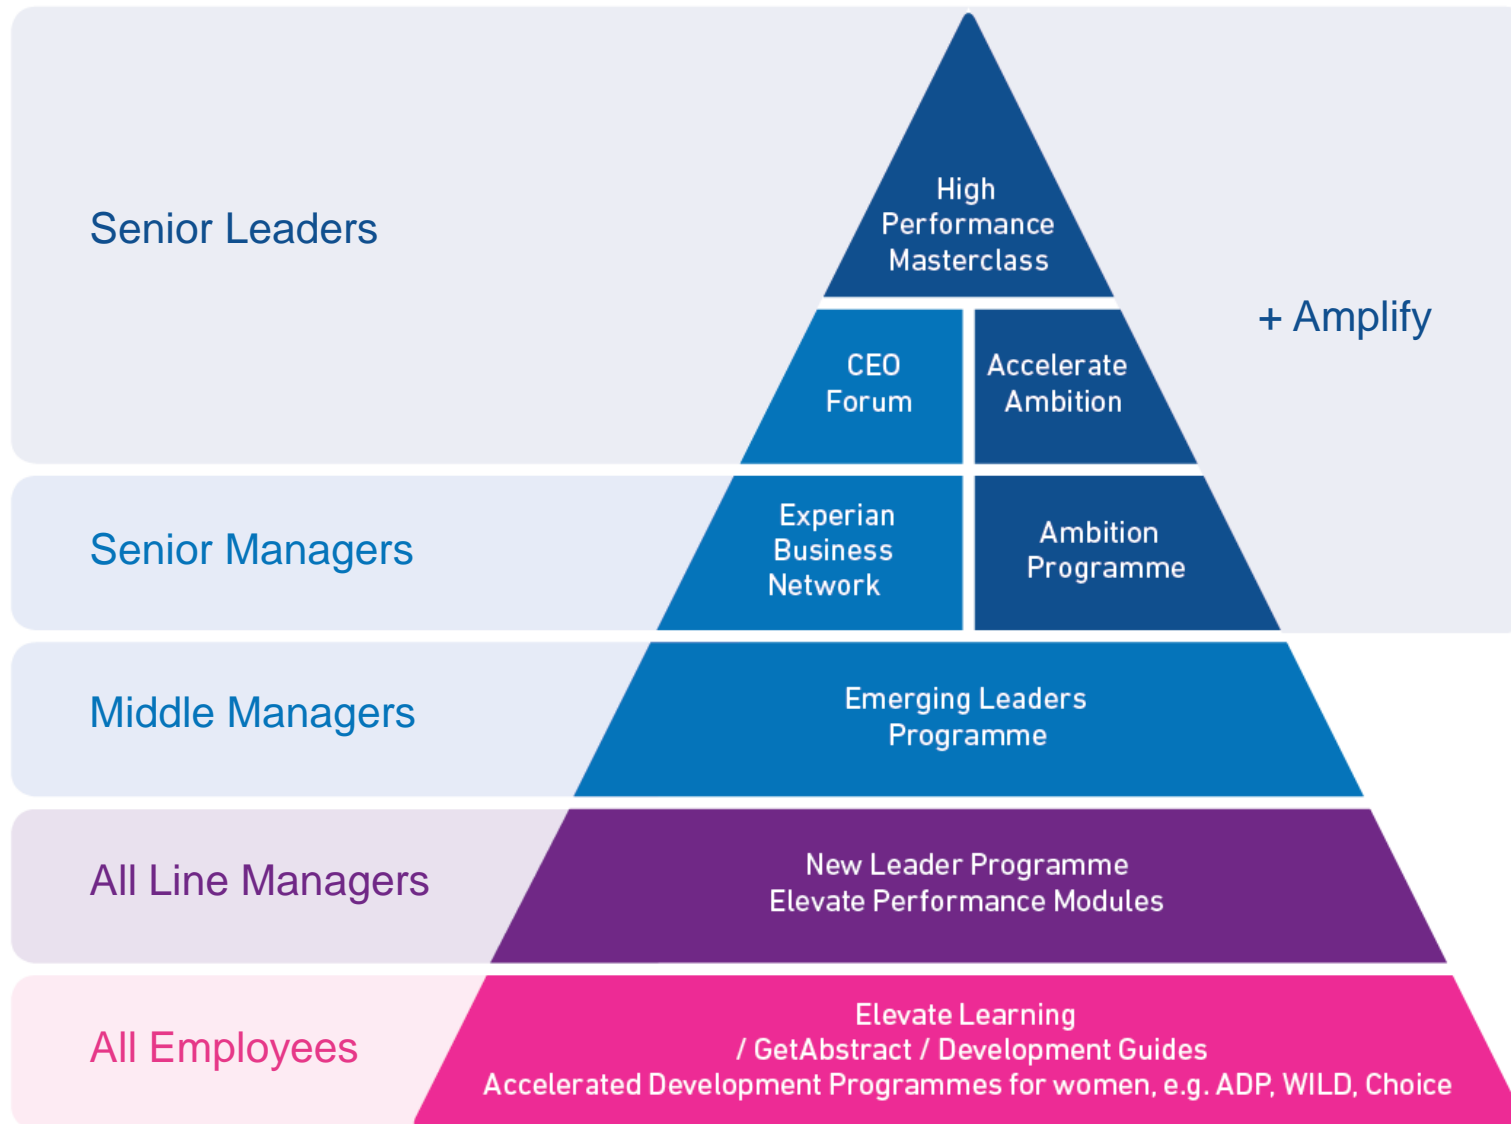 Senior Leaders
High
Performance
Masterclass
+ Amplify
CEO
Forum
Accelerate
Ambition
Senior Managers
Experian
Business
Network
Ambition
Programme
Middle Managers
Emerging Leaders
Programme
All Line Managers
New Leader Programme
Elevate Performance Modules
All Employees
Elevate Learning
/ GetAbstract / Development Guides
Accelerated Development Programmes for women, e.g. ADP, WILD, Choice